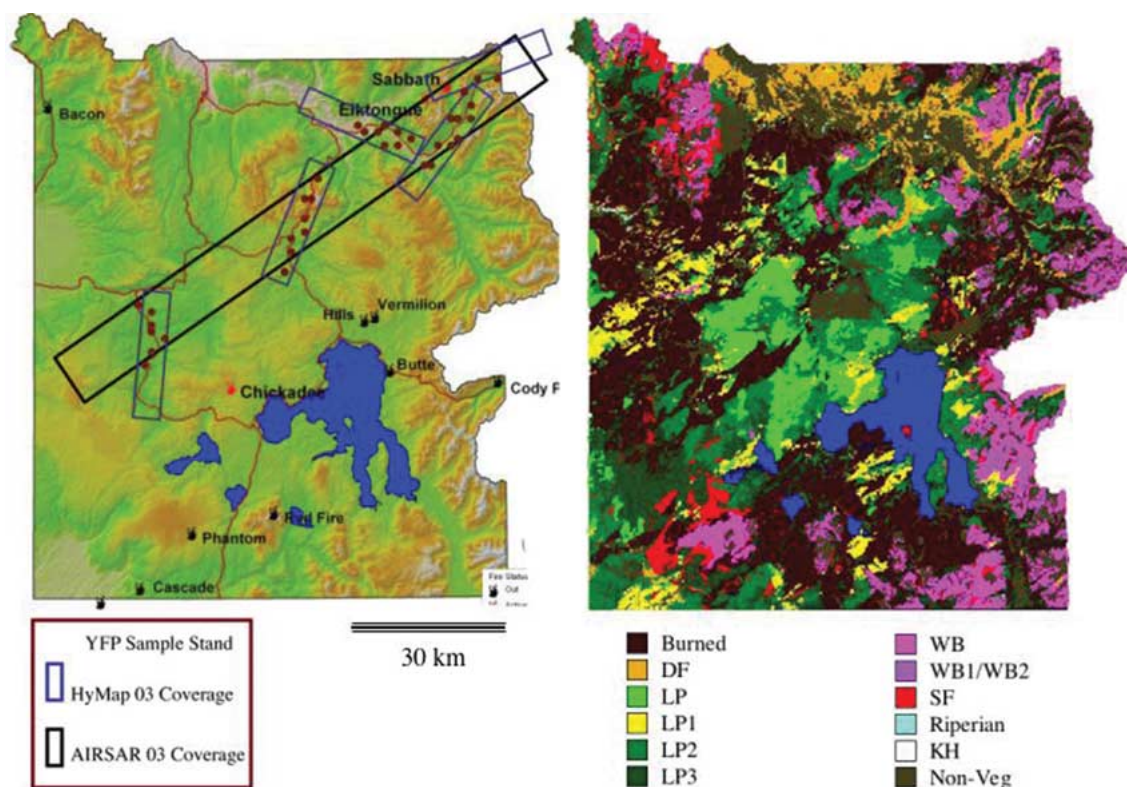 Sabbath
Elktongue
Bacon
Hills Vermilion
Butte
Chickadee
Cody F
Red Fire
Phantom
Cascade
Fire Status
Out
YFP Sample Stand
HyMap 03 Coverage
AIRSAR 03 Coverage
30 km
Burned
DF
LP
LP1
LP2
LP3
WB
WB1/WB2
SF
Riperian
KH
Non-Veg